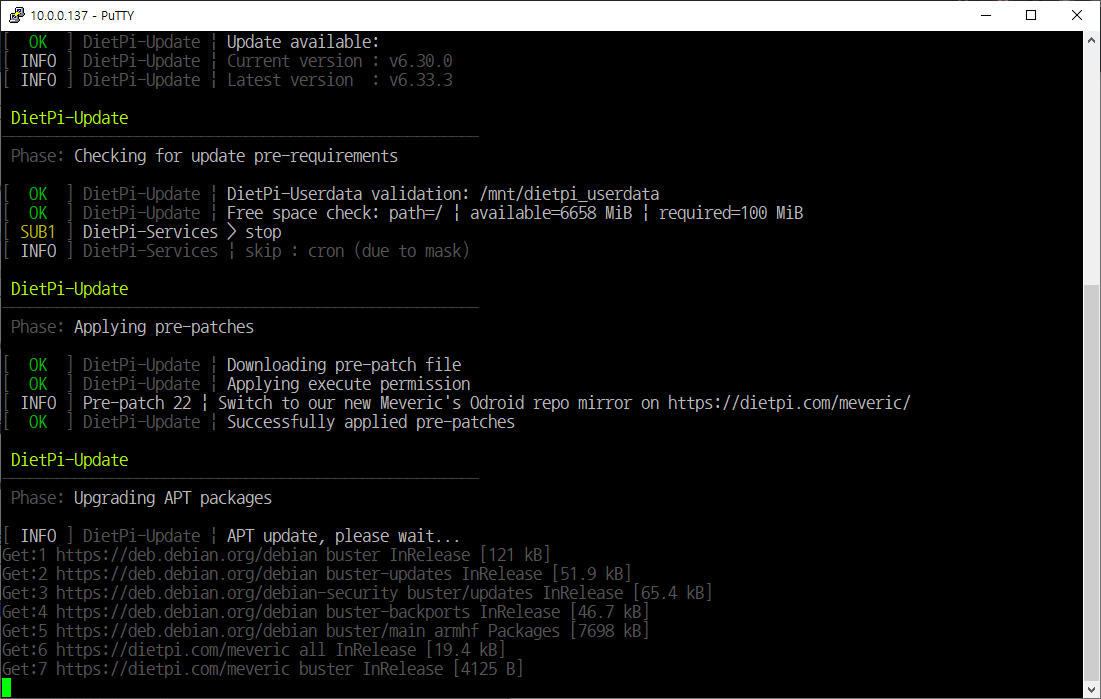 10.0.0.137 - PuTTY
[  OK  ] DietPi-Update ¦ Update available:
[ INFO ] DietPi-Update ¦ Current version : v6.30.0
[ INFO ] DietPi-Update ¦ Latest version  : v6.33.3
DietPi-Update
Phase: Checking for update pre-requirements
[  OK  ] DietPi-Update ¦ DietPi-Userdata validation: /mnt/dietpi_userdata
[  OK  ] DietPi-Update ¦ Free space check: path=/ ¦ available=6658 MiB ¦ required=100 MiB
[ SUB1 ] DietPi-Services > stop
[ INFO ] DietPi-Services ¦ skip : cron (due to mask)
DietPi-Update
Phase: Applying pre-patches
[  OK  ] DietPi-Update ¦ Downloading pre-patch file
[  OK  ] DietPi-Update ¦ Applying execute permission
[ INFO ] Pre-patch 22 ¦ Switch to our new Meveric's Odroid repo mirror on https://dietpi.com/meveric/
[  OK  ] DietPi-Update ¦ Successfully applied pre-patches
DietPi-Update
Phase: Upgrading APT packages
[ INFO ] DietPi-Update ¦ APT update, please wait...
Get:1 https://deb.debian.org/debian buster InRelease [121 kB]
Get:2 https://deb.debian.org/debian buster-updates InRelease [51.9 kB]
Get:3 https://deb.debian.org/debian-security buster/updates InRelease [65.4 kB]
Get:4 https://deb.debian.org/debian buster-backports InRelease [46.7 kB]
Get:5 https://deb.debian.org/debian buster/main armhf Packages [7698 kB]
Get:6 https://dietpi.com/meveric all InRelease [19.4 kB]
Get:7 https://dietpi.com/meveric buster InRelease [4125 B]